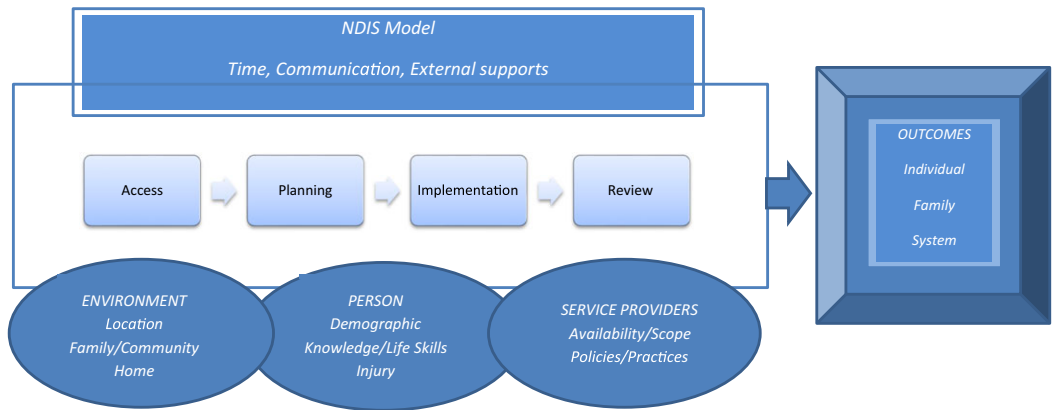 NDIS Model
Time, Communication, External supports
Access
Planning
Implementation
Review
OUTCOMES
Individual
Family
System
ENVIRONMENT
Location
Family/Community
Home
PERSON
Demographic
Knowledge/Life Skills
Injury
SERVICE PROVIDERS
Availability/Scope
Policies/Practices